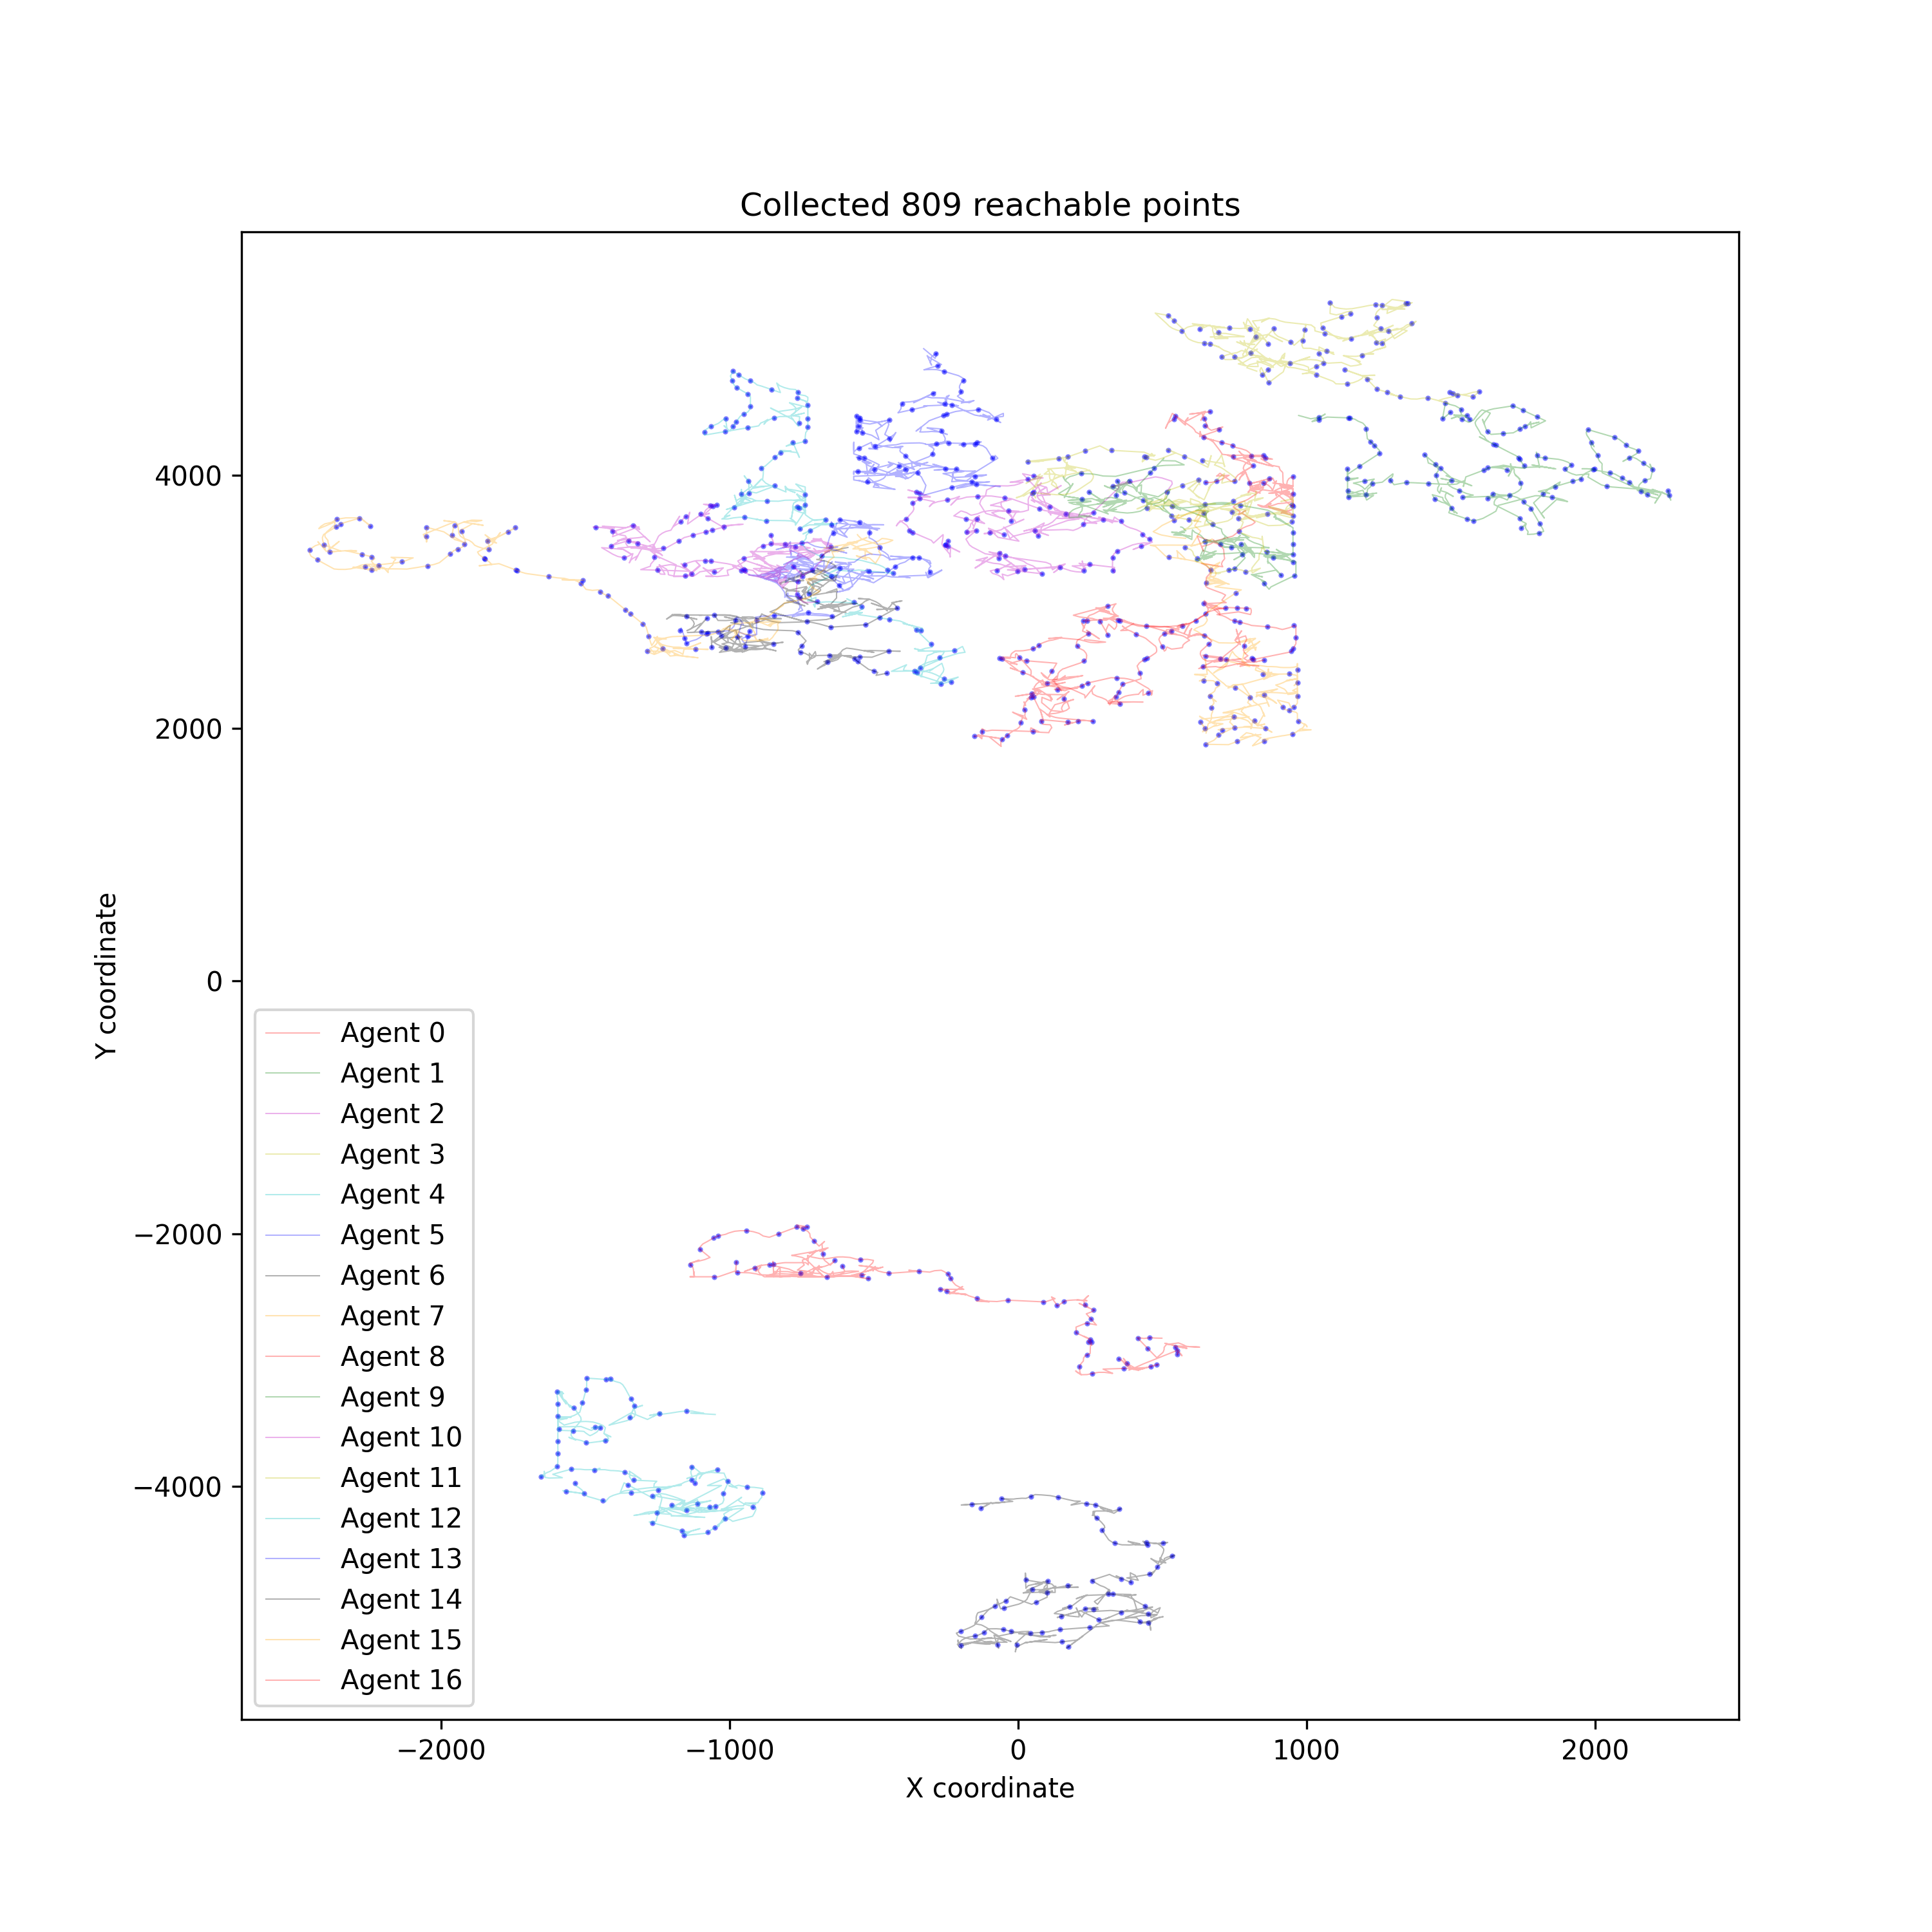 Collected 809 reachable points
4000
2000
0
−2000
−4000
Y coordinate
Agent 0
Agent 1
Agent 2
Agent 3
Agent 4
Agent 5
Agent 6
Agent 7
Agent 8
Agent 9
Agent 10
Agent 11
Agent 12
Agent 13
Agent 14
Agent 15
Agent 16
−2000
−1000
0
1000
2000
X coordinate